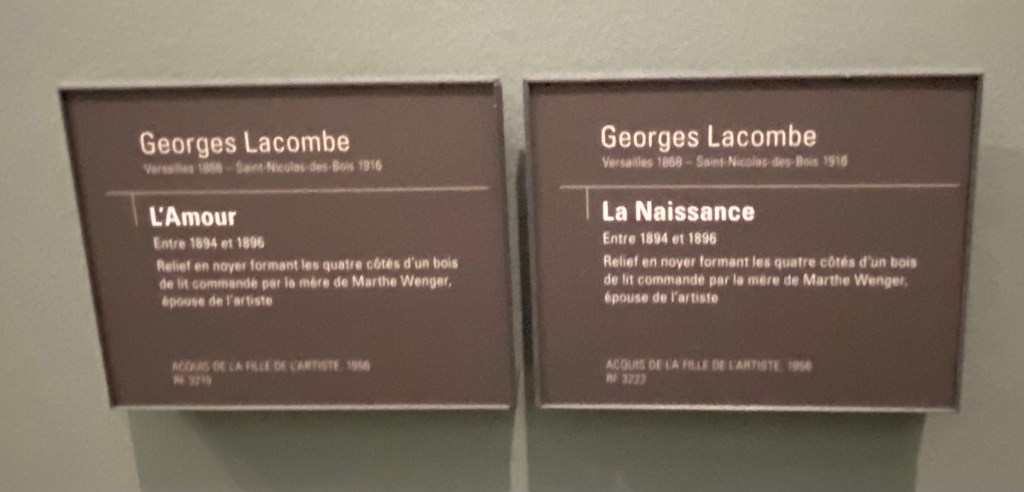 Georges Lacombe
Versailles 1868 – Saint-Nicolas-des-Bois 1916
L'Amour
Entre 1894 et 1896
Relief en noyer formant les quatre côtés d'un bois
de lit commandé par la mère de Marthe Wenger,
épouse de l'artiste
ACQUIS DE LA FILLE DE L'ARTISTE, 1956
RF
Georges Lacombe
Versailles 1868 – Saint-Nicolas-des-Bois 1916
La Naissance
Entre 1894 et 1896
Relief en noyer formant les quatre côtés d'un bois
de lit commandé par la mère de Marthe Wenger,
épouse de l'artiste
ACQUIS DE LA FILLE DE L'ARTISTE, 1956
RF